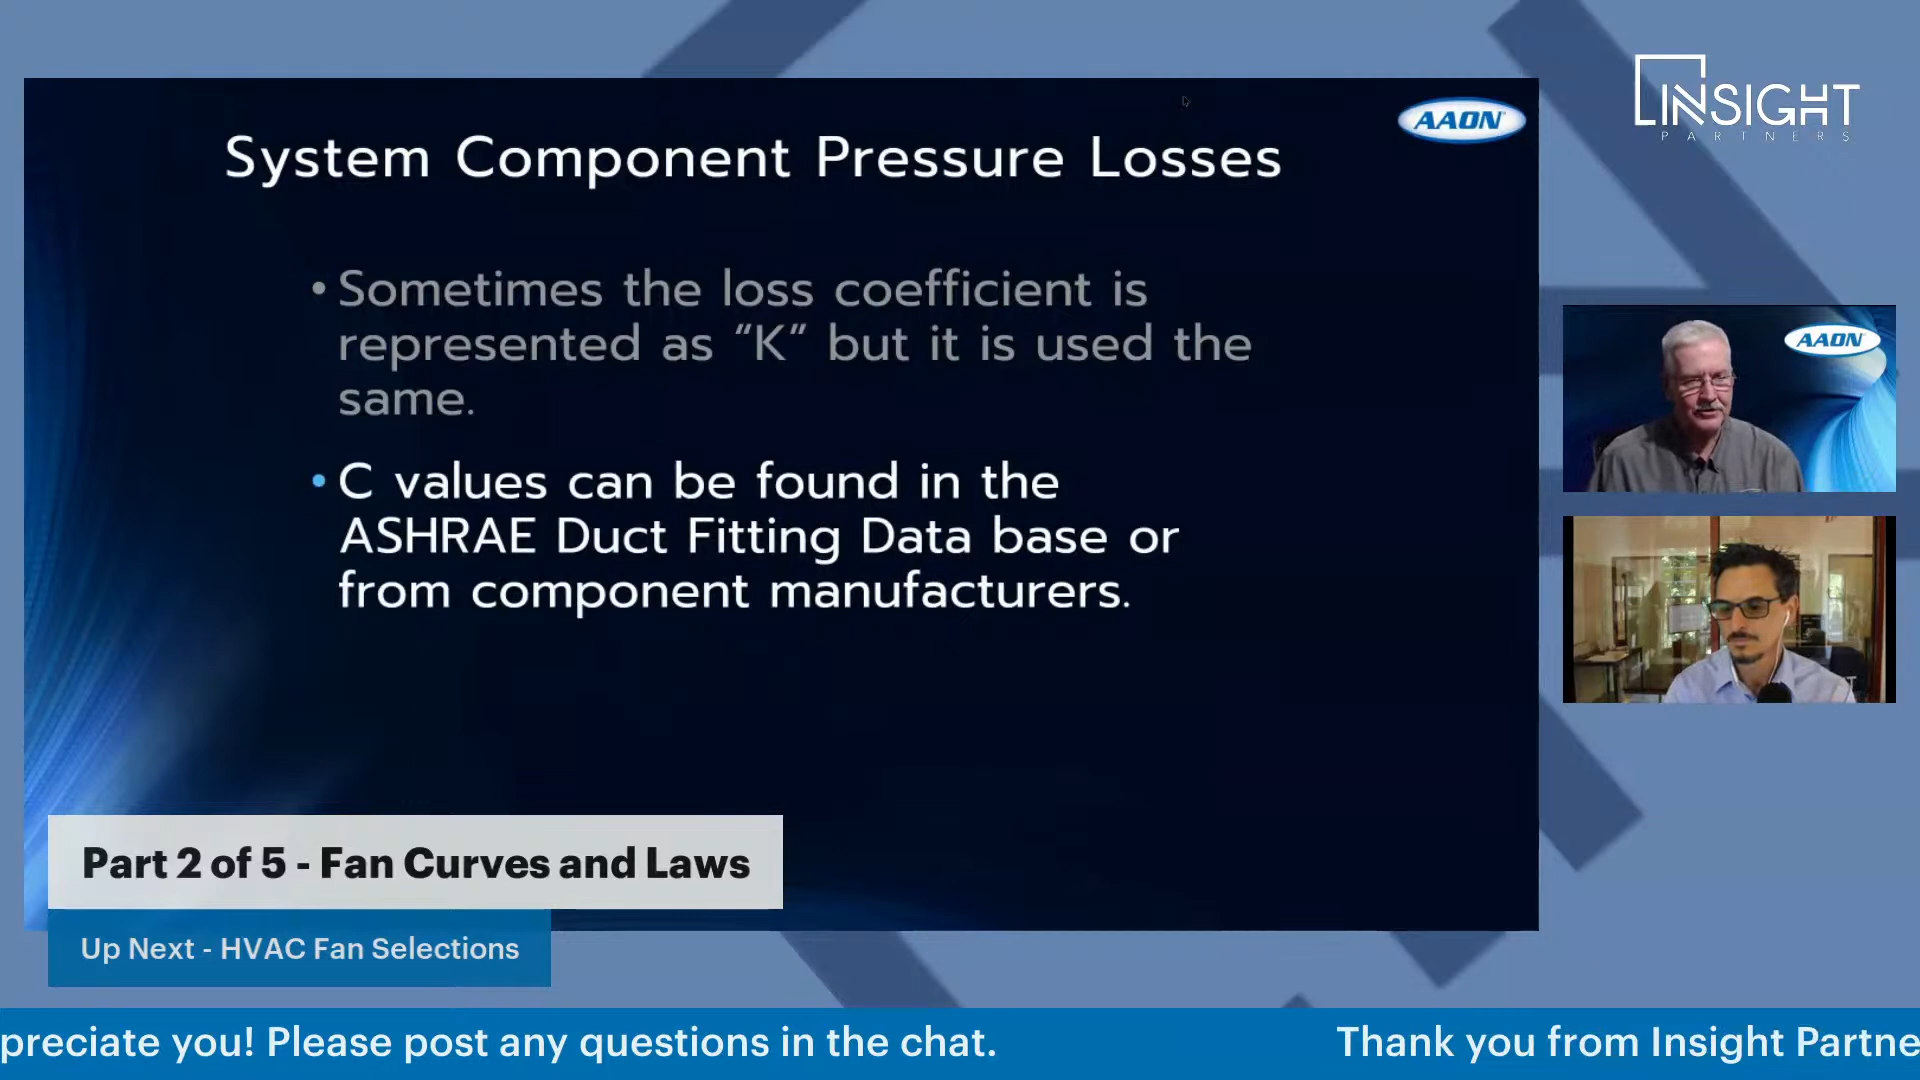 INSIGHT
PARTNERS
AAON
System Component Pressure Losses
• Sometimes the loss coefficient is
represented as “K” but it is used the
same.
• C values can be found in the
ASHRAE Duct Fitting Data base or
from component manufacturers.
AAON
Part 2 of 5 - Fan Curves and Laws
Up Next - HVAC Fan Selections
preciate you! Please post any questions in the chat.
Thank you from Insight Partne